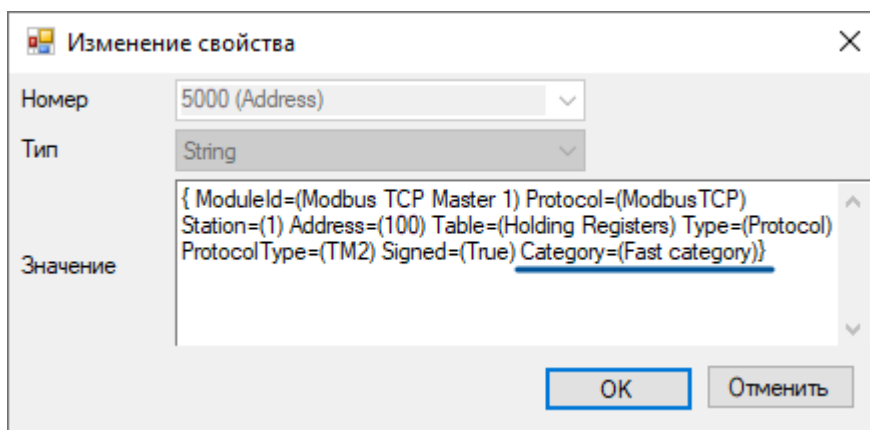 Изменение свойства
Номер
5000 (Address)
Тип
String
Значение
{ ModuleId=(Modbus TCP Master 1) Protocol=(ModbusTCP)
Station=(1) Address=(100) Table=(Holding Registers) Type=(Protocol)
ProtocolType=(TM2) Signed=(True) Category=(Fast category)}
OK
Отменить